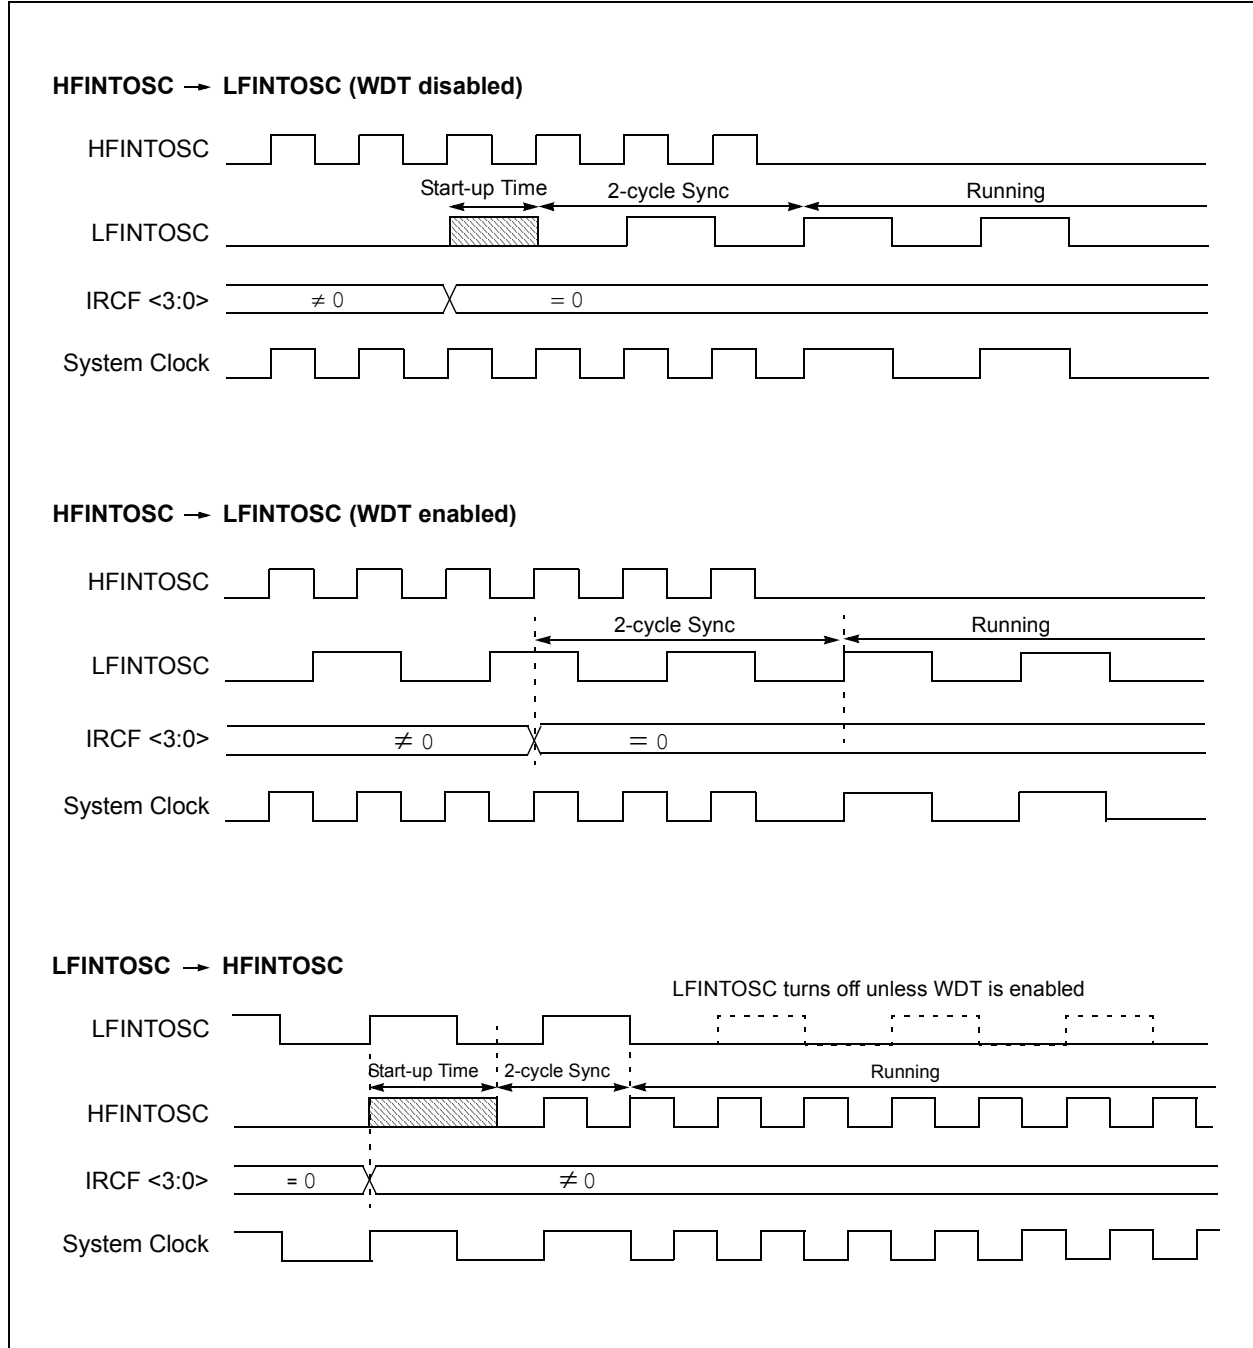 HFINTOSC → LFINTOSC (WDT disabled)
HFINTOSC
Start-up Time 2-cycle Sync Running
LFINTOSC
IRCF <3:0> ≠ 0 = 0
System Clock
HFINTOSC → LFINTOSC (WDT enabled)
HFINTOSC
2-cycle Sync Running
LFINTOSC
IRCF <3:0> ≠ 0 = 0
System Clock
LFINTOSC → HFINTOSC
LFINTOSC turns off unless WDT is enabled
LFINTOSC
Start-up Time 2-cycle Sync Running
HFINTOSC
IRCF <3:0> = 0 ≠ 0
System Clock